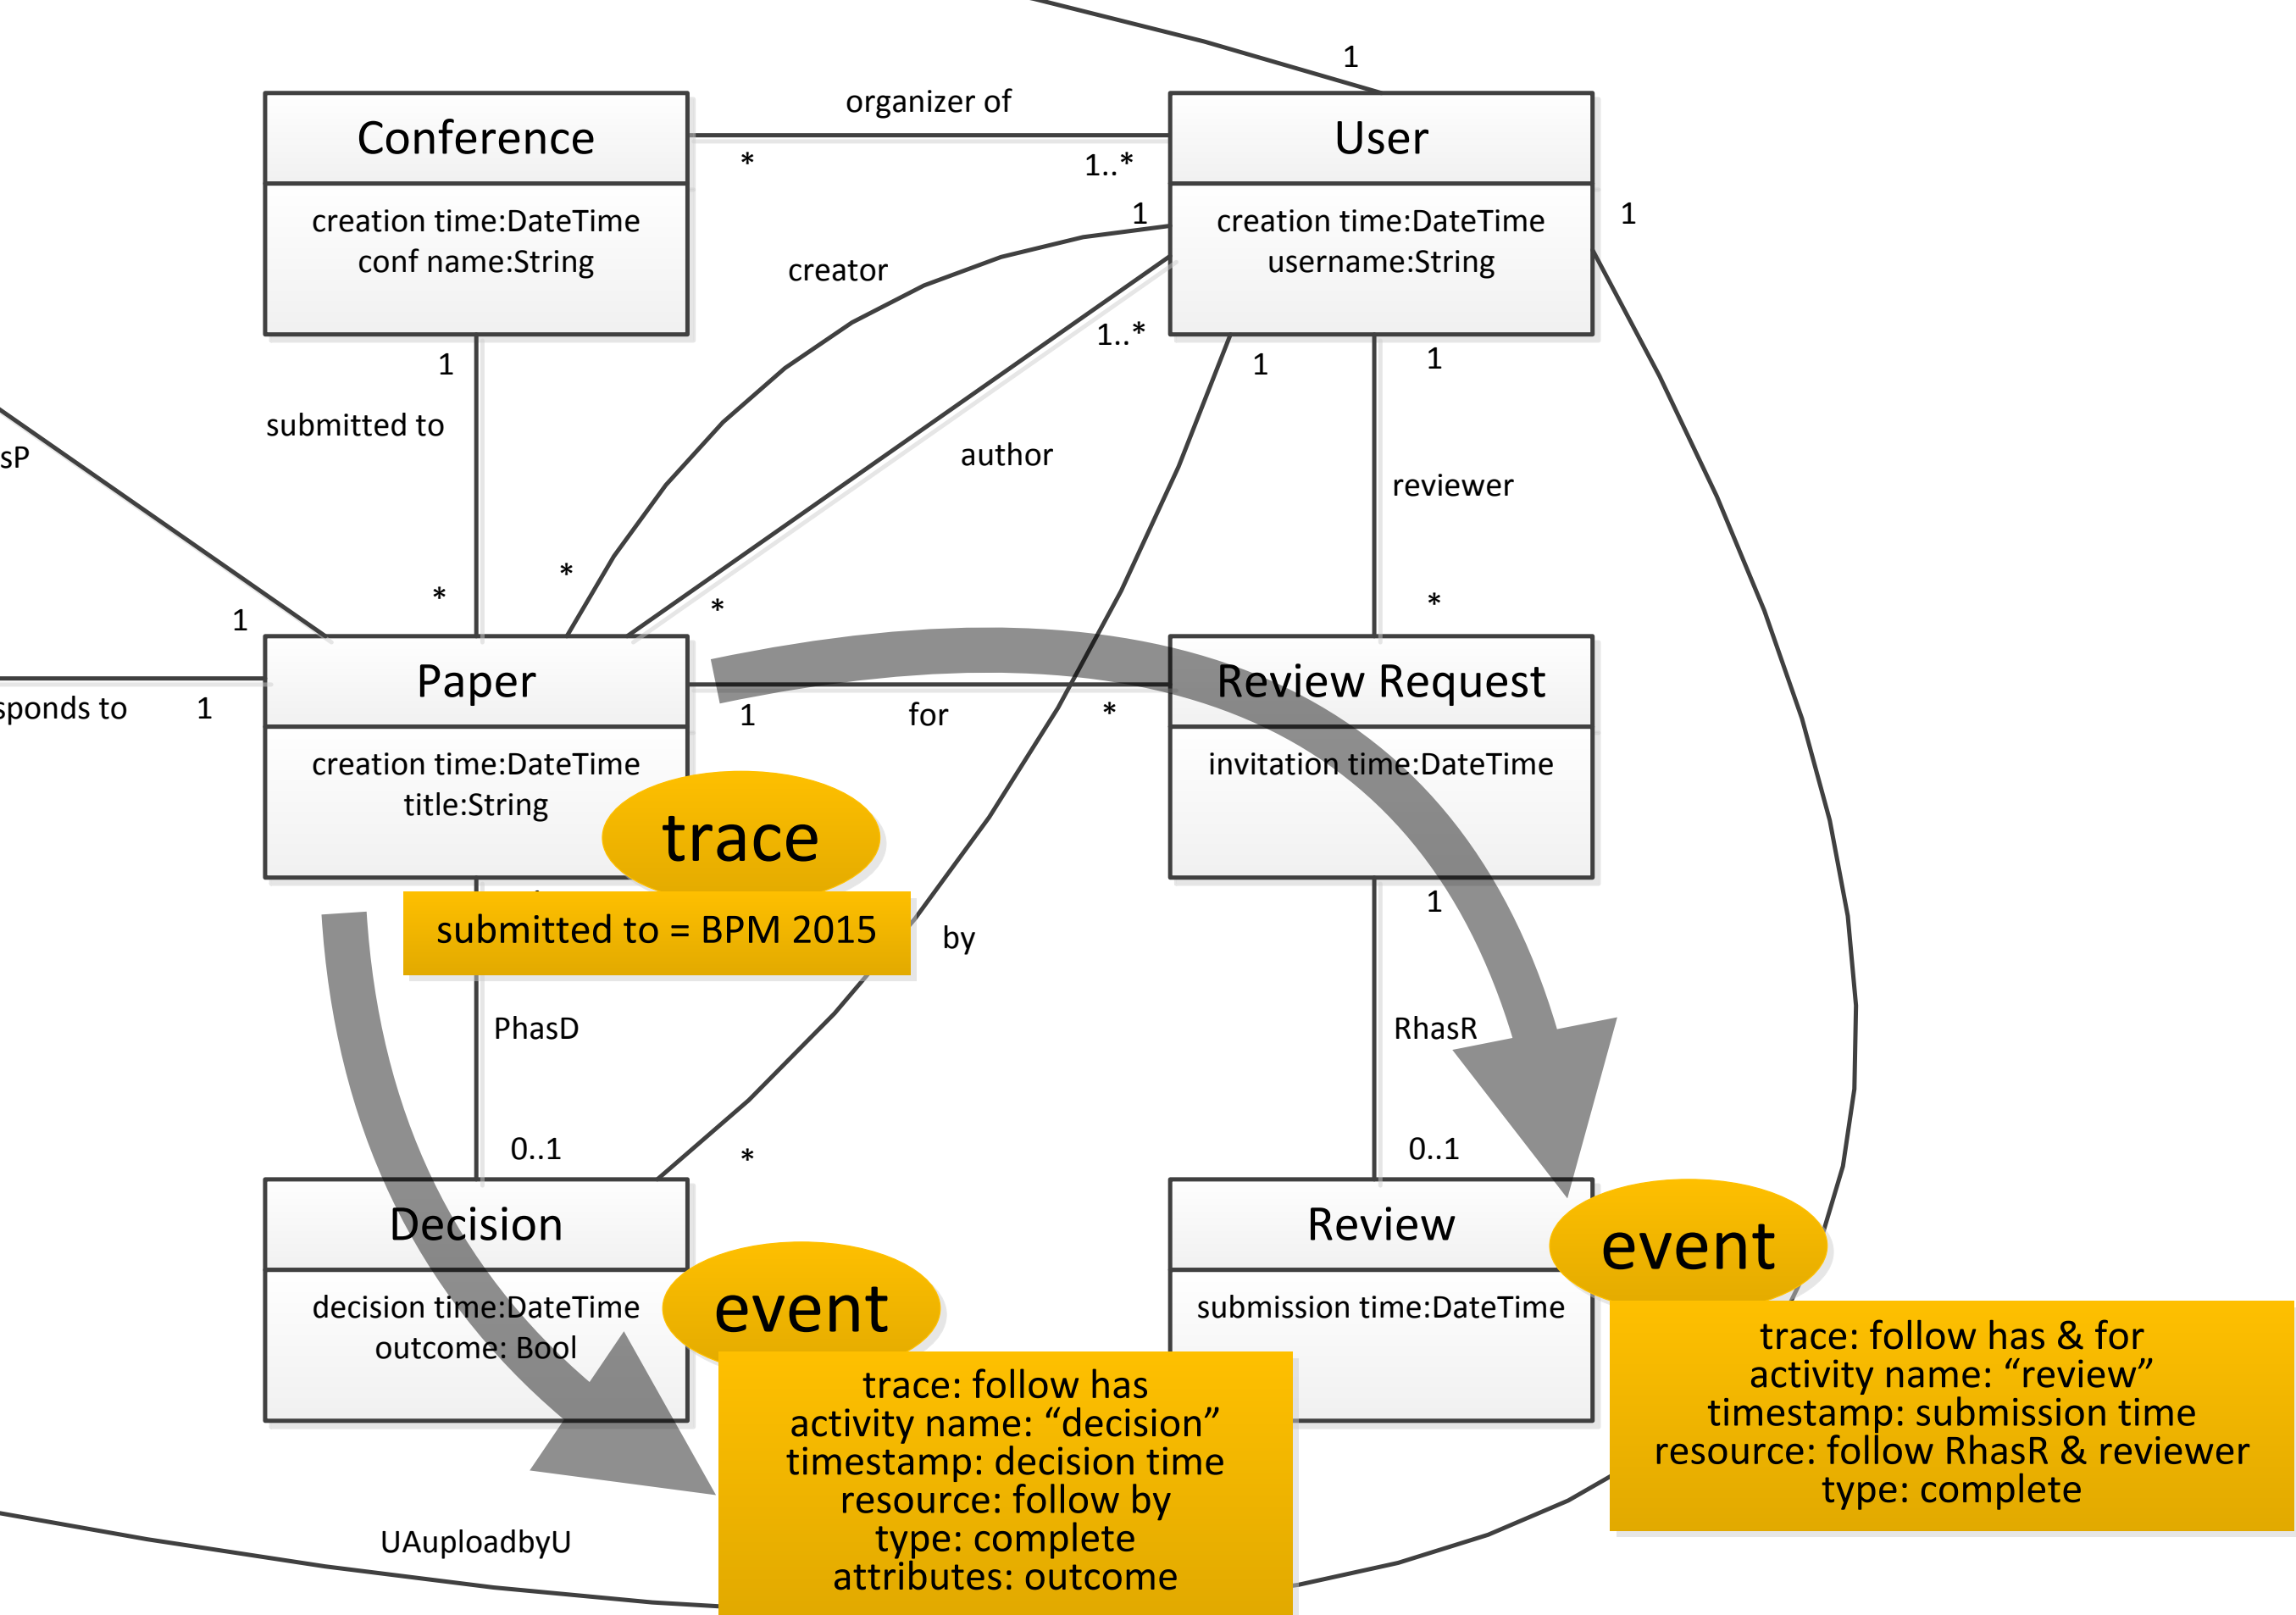 1
organizer of
Conference
User
*
1..*
creation time:DateTime
conf name:String
1
creation time:DateTime
username:String
1
creator
1..*
1
1
1
submitted to
sP
author
reviewer
*
*
*
*
1
Paper
Review Request
sponds to
1
1
for
*
creation time:DateTime
title:String
invitation time:DateTime
trace
1
submitted to = BPM 2015
by
PhasD
RhasR
0..1
*
0..1
Decision
Review
event
event
decision time:DateTime
outcome: Bool
submission time:DateTime
trace: follow has & for
activity name: “review”
timestamp: submission time
resource: follow RhasR & reviewer
type: complete
trace: follow has
activity name: “decision”
timestamp: decision time
resource: follow by
type: complete
attributes: outcome
UAuploadbyU